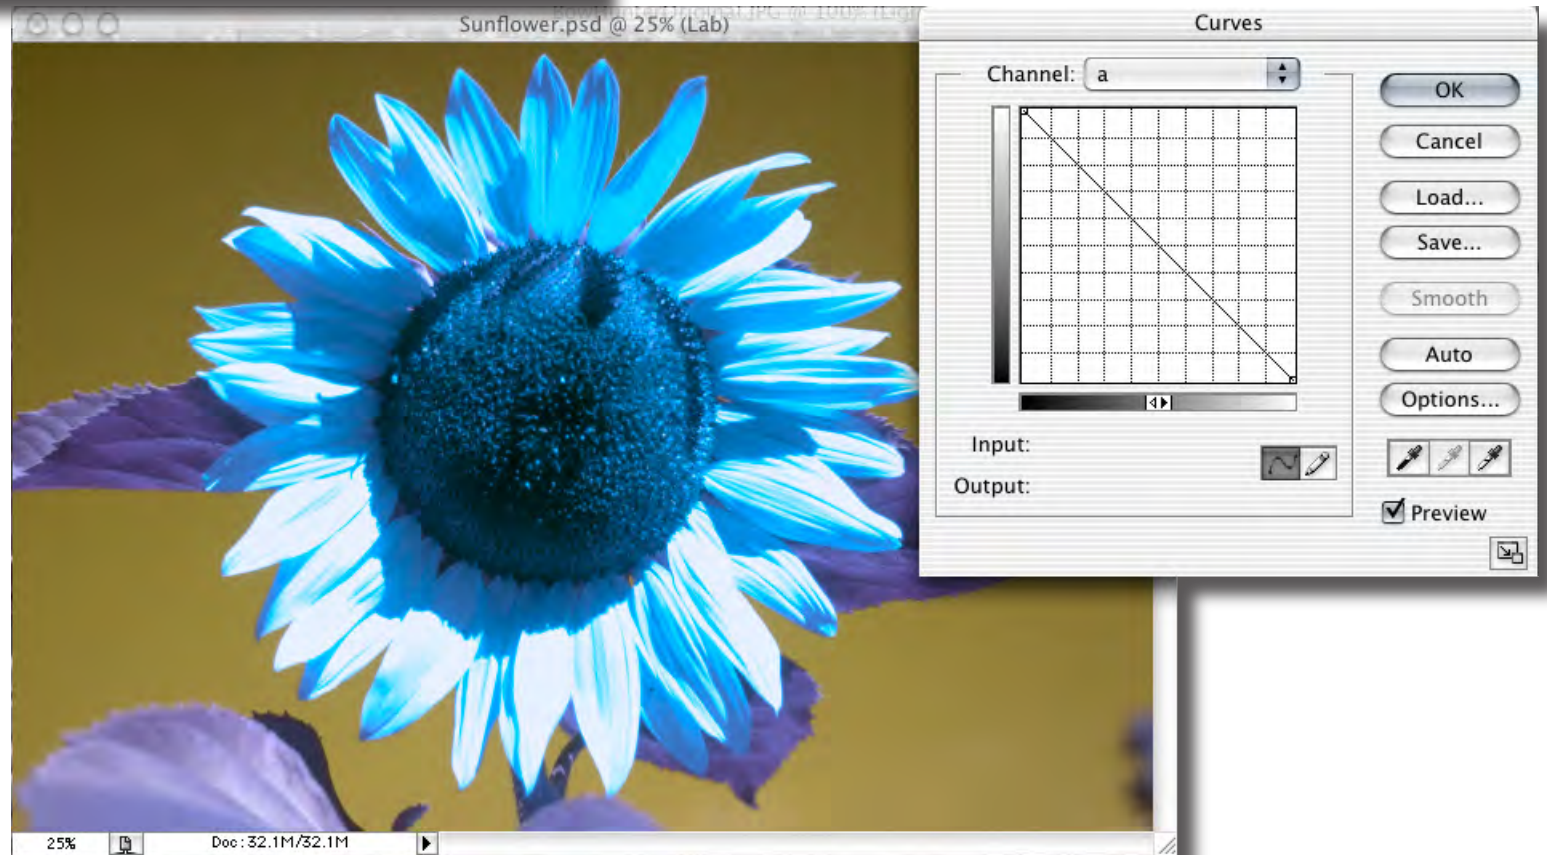 Sunflower.psd @ 25% (Lab)
Curves
Channel: a
OK
Cancel
Load...
Save...
Smooth
Auto
Options...
Input:
Output:
Preview
25%
Doc:32.1M/32.1M